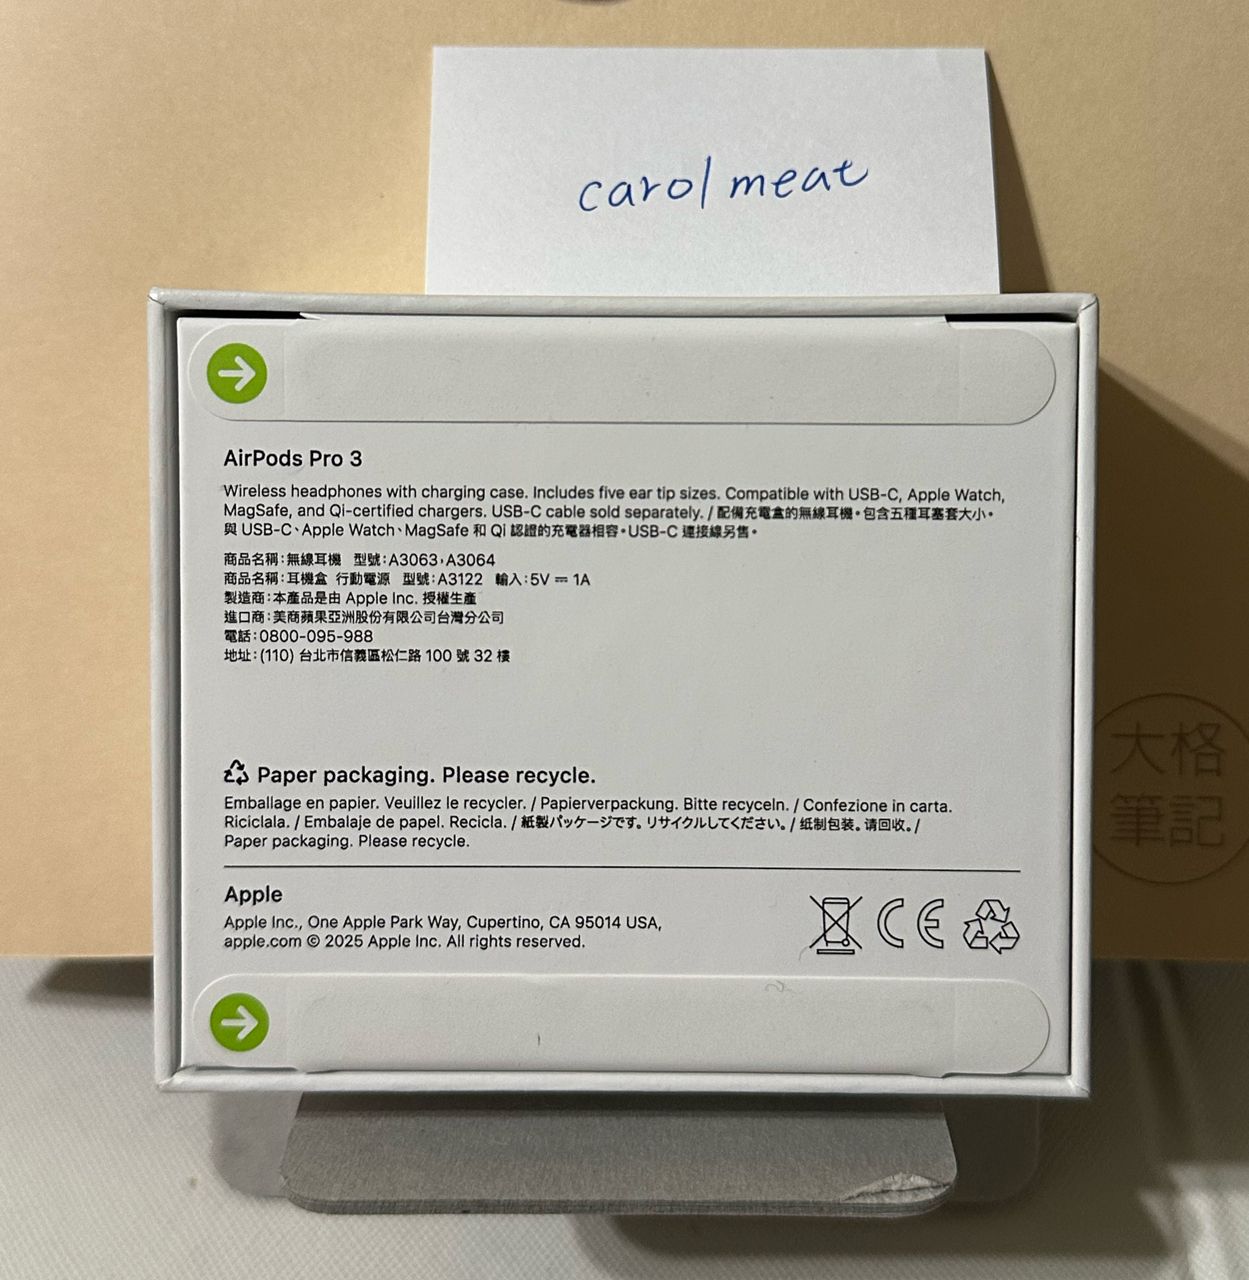 carol meat
AirPods Pro 3
Wireless headphones with charging case. Includes five ear tip sizes. Compatible with USB-C, Apple Watch,
MagSafe, and Qi-certified chargers. USB-C cable sold separately. / 配備充電盒的無線耳機。包含五種耳塞套大小。
與 USB-C、Apple Watch、MagSafe 和 Qi 認證的充電器相容。USB-C 連接線另售。
商品名稱：無線耳機 型號：A3063，A3064
商品名稱：耳機盒 行動電源 型號：A3122 輸入：5V ⎓ 1A
製造商：本產品是由 Apple Inc. 授權生產
進口商：美商蘋果亞洲股份有限公司台灣分公司
電話：0800-095-988
地址：(110) 台北市信義區松仁路 100 號 32 樓
Paper packaging. Please recycle.
Emballage en papier. Veuillez le recycler. / Papierverpackung. Bitte recyceln. / Confezione in carta.
Riciclala. / Embalaje de papel. Recicla. / 紙製パッケージです。リサイクルしてください。/ 纸制包装。请回收。/
Paper packaging. Please recycle.
Apple
Apple Inc., One Apple Park Way, Cupertino, CA 95014 USA,
apple.com © 2025 Apple Inc. All rights reserved.
CE
大格
筆記